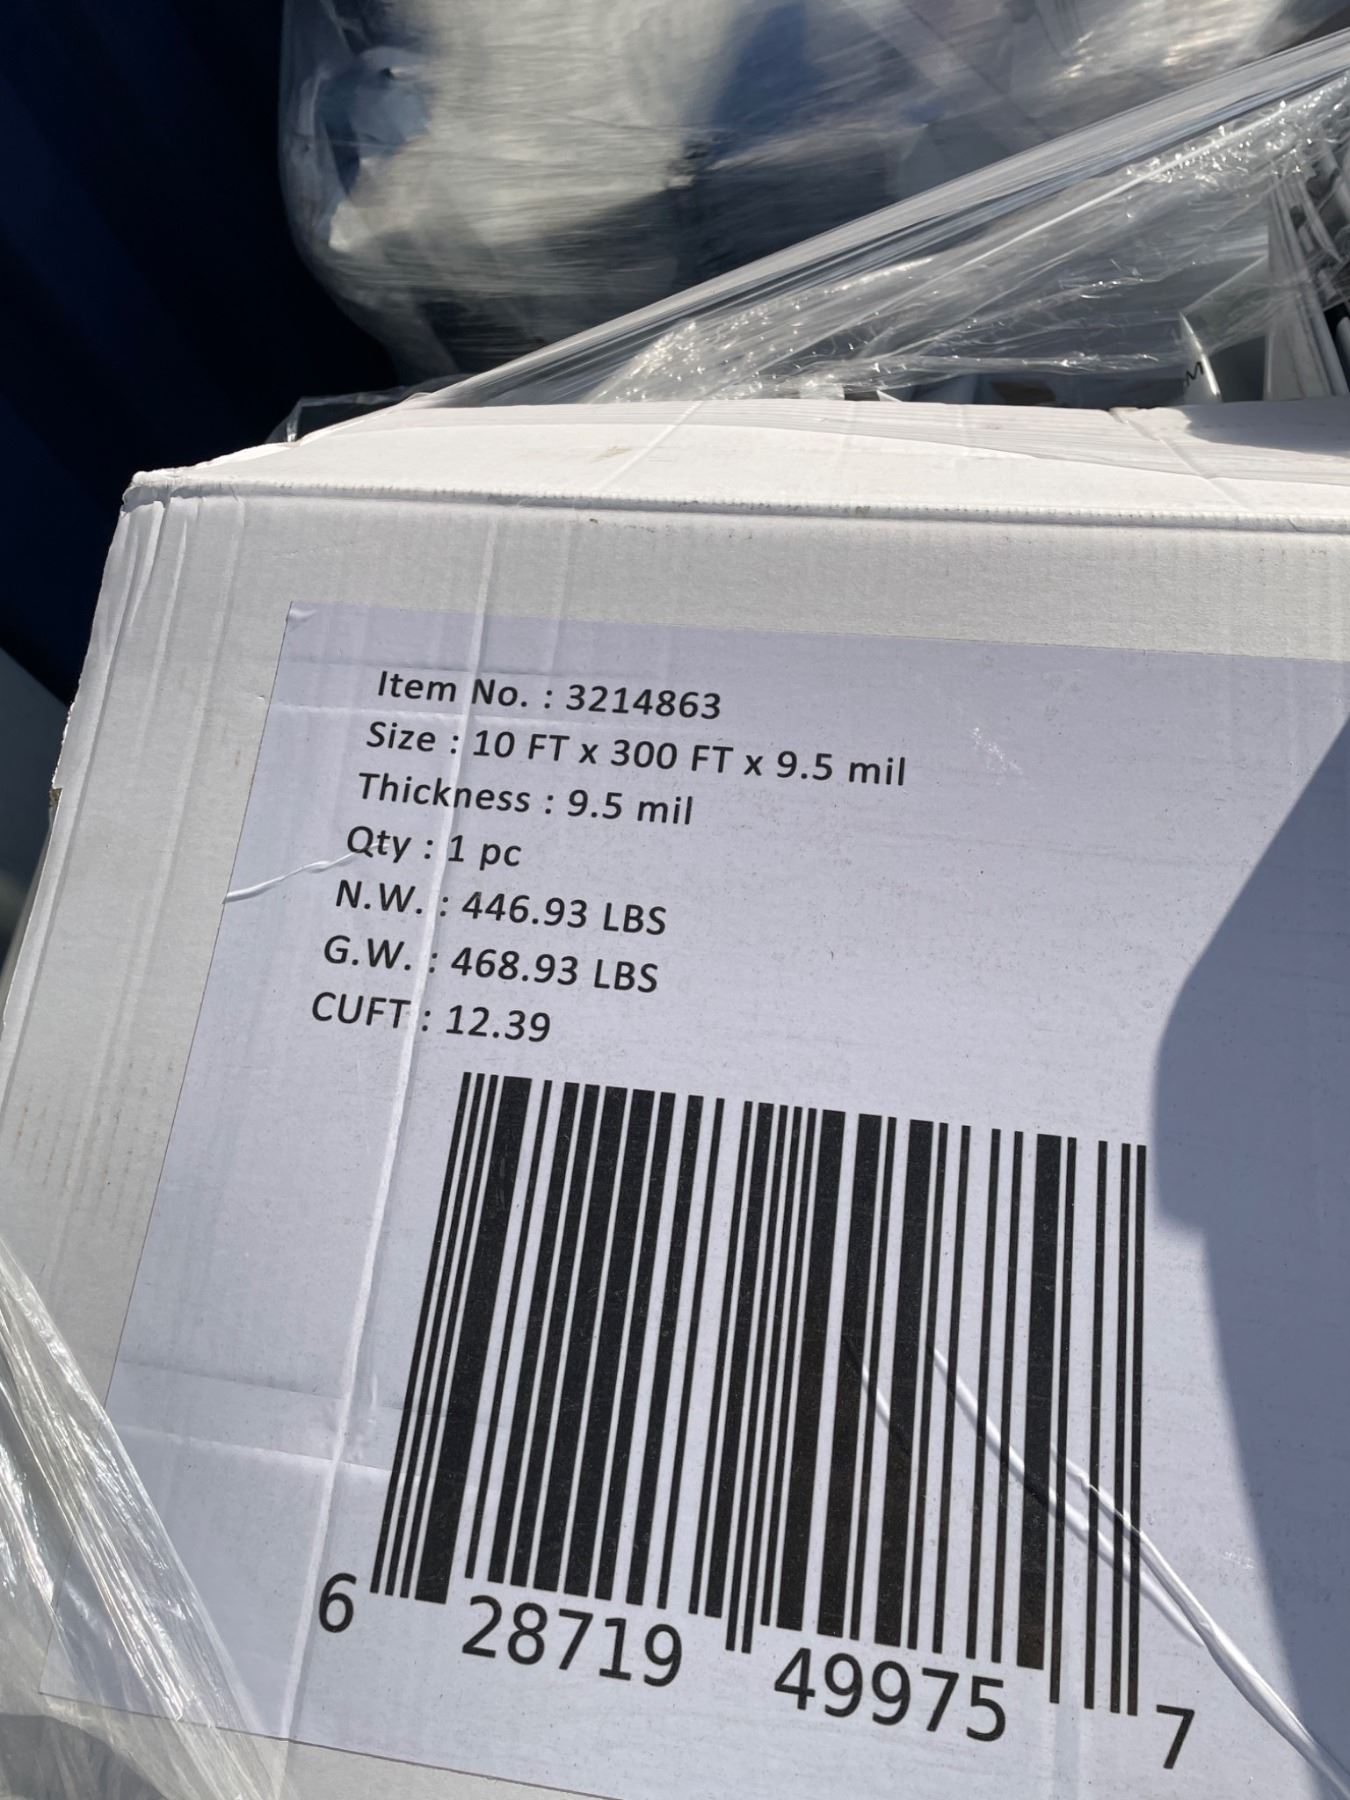 Item No. : 3214863
Size : 10 FT x 300 FT x 9.5 mil
Thickness : 9.5 mil
Qty : 1 pc
N.W. : 446.93 LBS
G.W. : 468.93 LBS
CUFT : 12.39
6 28719 49975 7